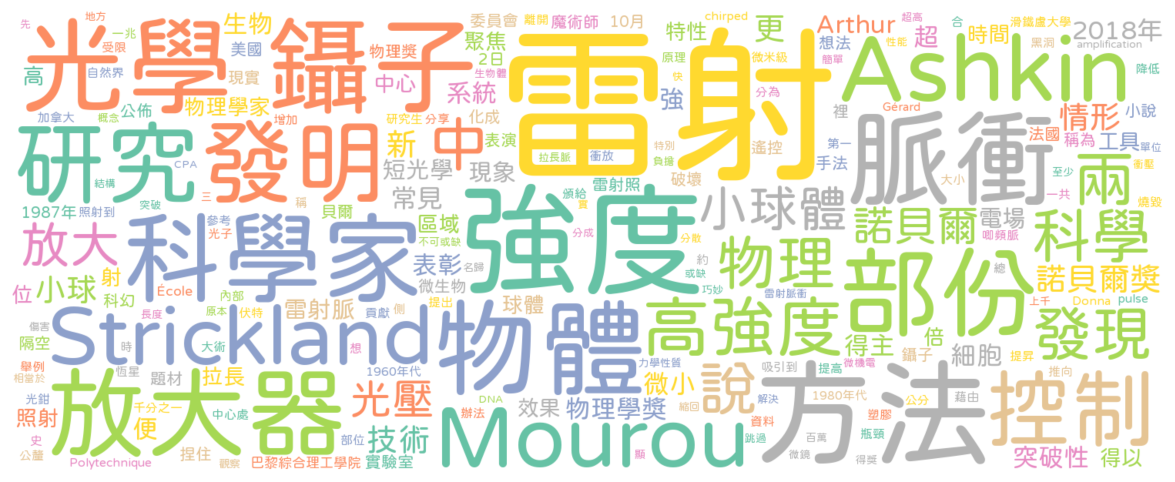 先
地方
一兆
受限
生物
委員會
離開
魔術師
10月
chirped
特性
更
Arthur
超高
合
滑鐵盧大學
2018年
amplification
光學
鑷子
雷射
Ashkin
高
自然界
美國
現實
物理獎
中心
聚焦
2日
系統
生物體
原理
快
微米級
強
分為
超
想法
簡單
時間
性能
黑洞
降低
加拿大
公佈
物理學家
概念
增加
研究生
分享
化成
表演
裡
Gérard
情形
小說
研究
CPA
結構
發明
新
中
拉長脈
衝放
特別
負擔
遙控
脈衝
第一
手法
法國
稱為
工具
單位
衝擊
兩
短光學
現象
常見
雷射照
破壞
大小
至少
一共
燒毀
1987年
照射到
突破
三
稱
參考
光子
貝爾
區域
不可或缺
頒給
質
強度
小球體
諾貝爾
電場
啁頻脈
科學
放大
科學家
表彰
名歸
微生物
分成
分散
約
或缺
巧妙
物理
部份
總
諾貝爾獎
位
小球
射
科幻
École
內部
原本
伏特
雷射脈
貢獻
側
提出
球體
雷射脈衝
上千
Donna
pulse
傷害
長度
Strickland
物體
高強度
得主
倍
發現
隔空
時
大術
想
1960年代
力學性質
吸引到
提高
微機電
鑷子
細胞
提昇
推向
舉例
相當於
恆星
題材
拉長
光壓
效果
DNA
物理學獎
微小
縮回
說
解決
1980年代
方法
藉由
控制
光鉗
照射
史
公釐
千分之一
便
放大器
中心處
部位
辦法
技術
Mourou
顯
跳過
資料
塑膠
公分
瓶頸
百萬
微鏡
得獎
突破性
得以
Polytechnique
捏住
觀察
巴黎綜合理工學院
實驗室